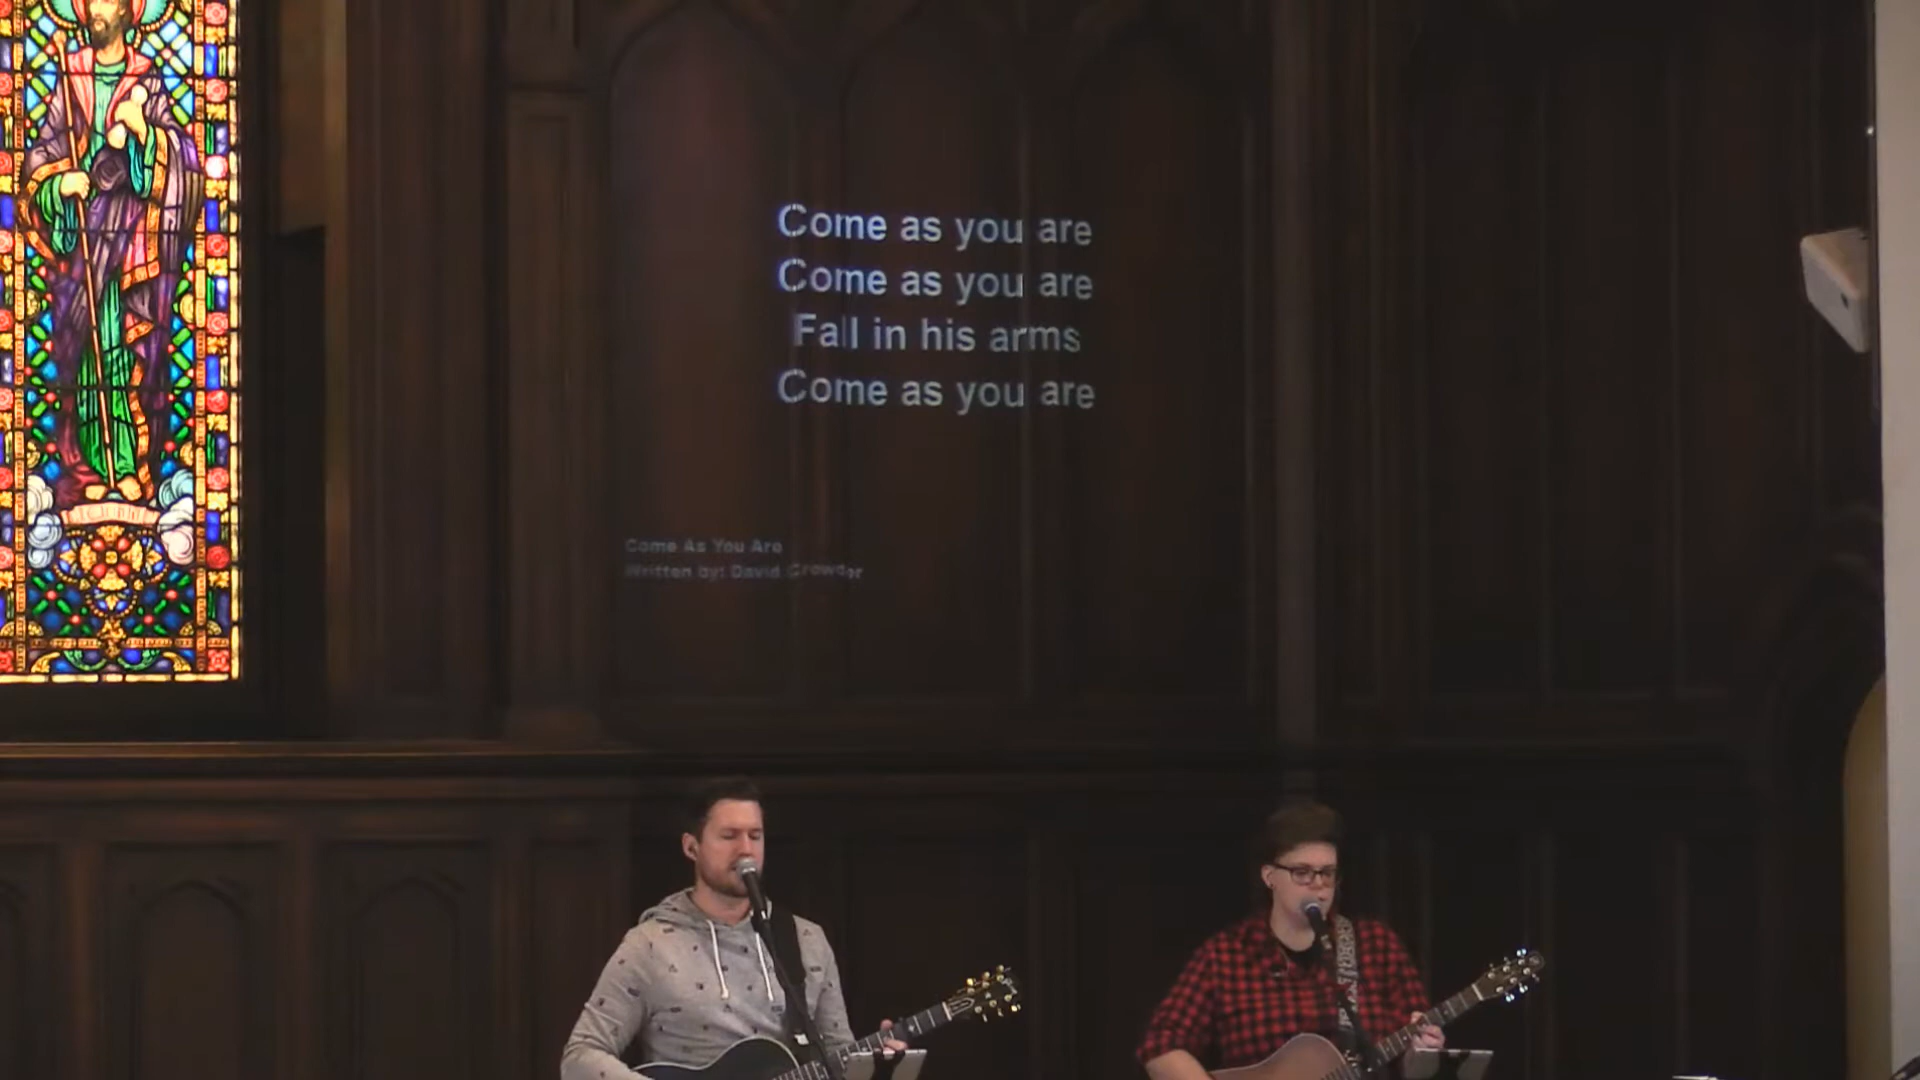 Come as you are
Come as you are
Fall in his arms
Come as you are
Come As You Are
Written by: David Crowder